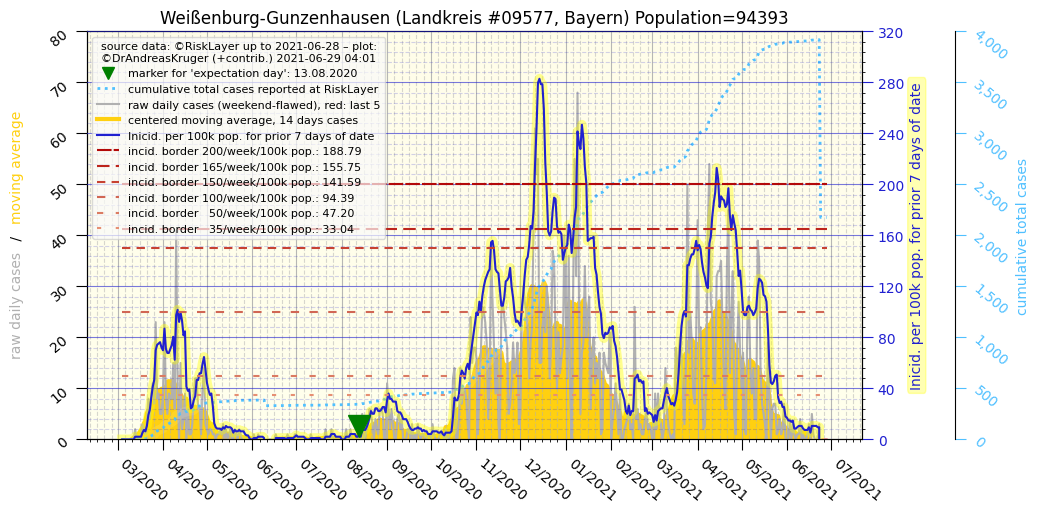 Weißenburg-Gunzenhausen (Landkreis #09577, Bayern) Population=94393
source data: ©RiskLayer up to 2021-06-28 – plot:
©DrAndreasKruger (+contrib.) 2021-06-29 04:01
marker for 'expectation day': 13.08.2020
cumulative total cases reported at RiskLayer
raw daily cases (weekend-flawed), red: last 5
centered moving average, 14 days cases
Inicid. per 100k pop. for prior 7 days of date
incid. border 200/week/100k pop.: 188.79
incid. border 165/week/100k pop.: 155.75
incid. border 150/week/100k pop.: 141.59
incid. border 100/week/100k pop.: 94.39
incid. border 50/week/100k pop.: 47.20
incid. border 35/week/100k pop.: 33.04
raw daily cases / moving average
80
70
60
50
40
30
20
10
0
320
280
240
200
160
120
80
40
0
Inicid. per 100k pop. for prior 7 days of date
4,000
3,500
3,000
2,500
2,000
1,500
1,000
500
0
cumulative total cases
03/2020
04/2020
05/2020
06/2020
07/2020
08/2020
09/2020
10/2020
11/2020
12/2020
01/2021
02/2021
03/2021
04/2021
05/2021
06/2021
07/2021